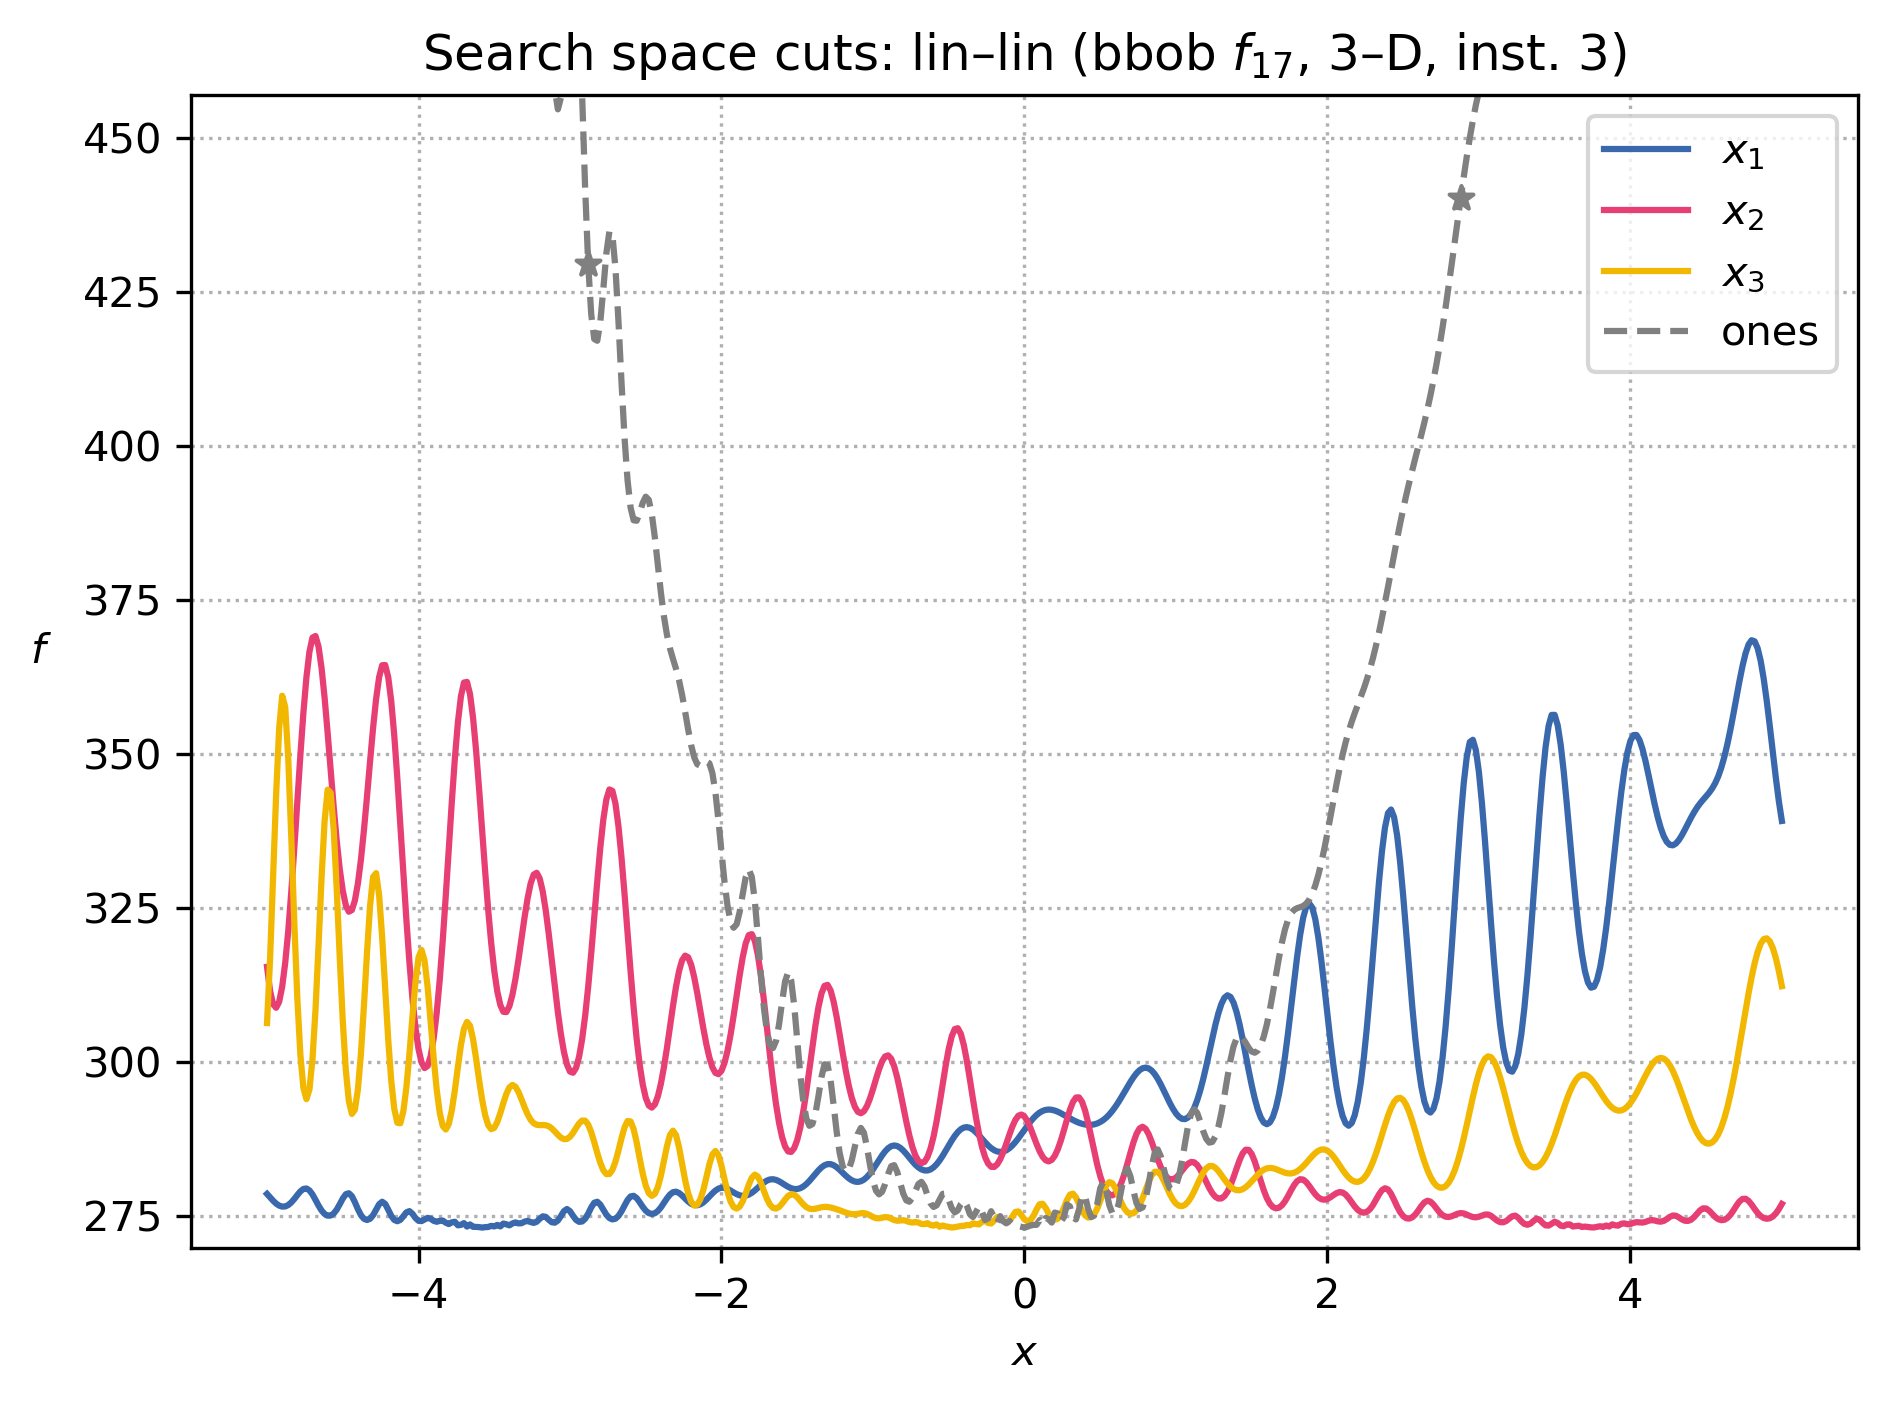 Search space cuts: lin–lin (bbob f₁₇, 3–D, inst. 3)
450
425
400
375
350
325
300
275
f
x₁
x₂
x₃
ones
−4
−2
0
2
4
x